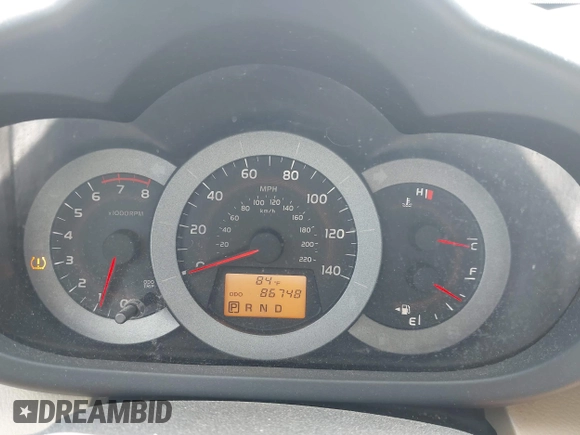 1 2 3 4 5 6 7 8
x1000RPM
0
0 20 40 60 80 100 120 140
MPH
20 40 60 80 100 120 140 160 180 200 220
km/h
84°F
ODO 86748
P R N D
H
C
F
E
DREAMBID